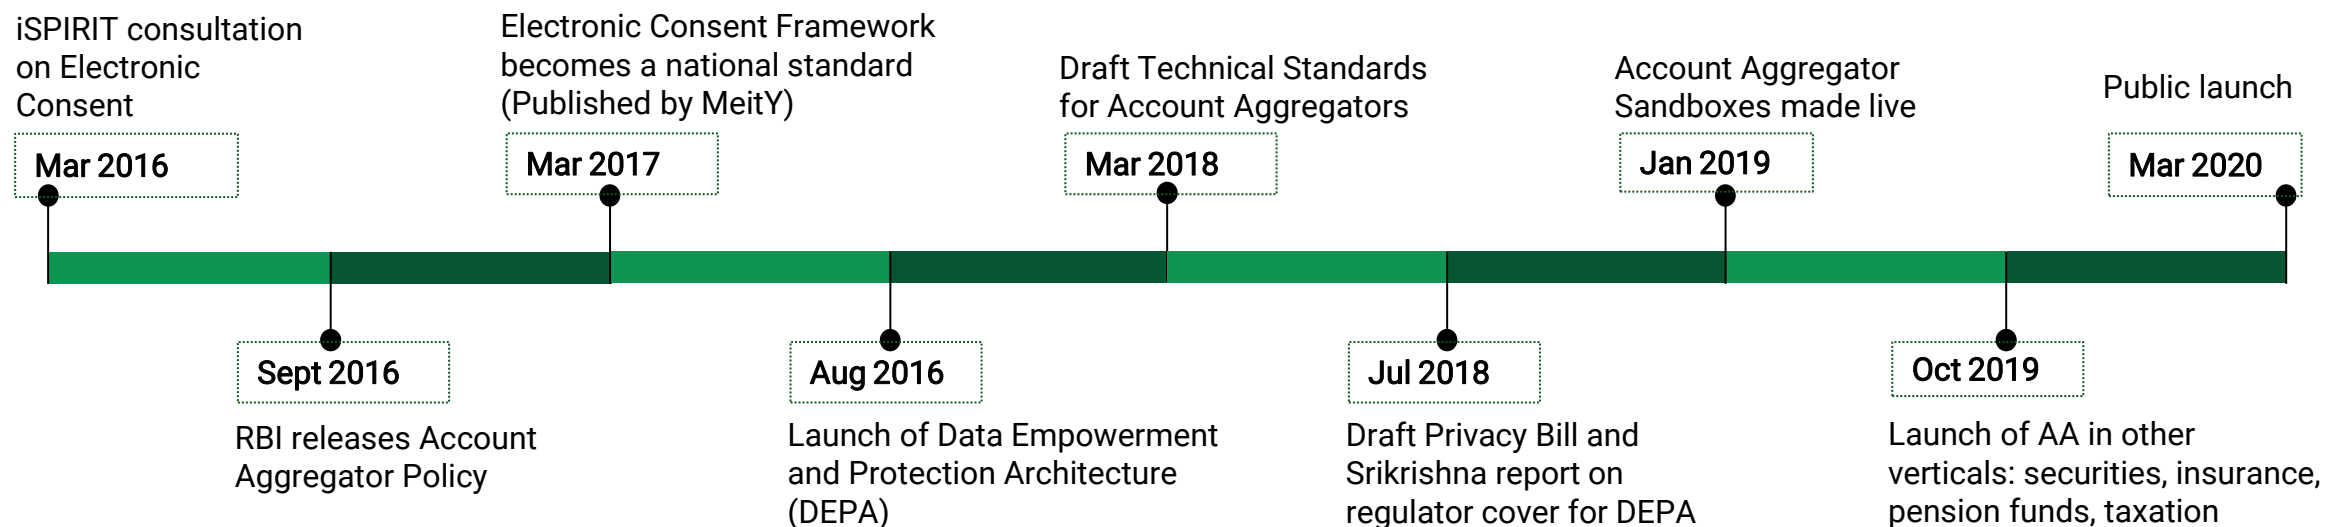 iSPIRIT consultation
on Electronic
Consent
Mar 2016
Electronic Consent Framework
becomes a national standard
(Published by MeitY)
Mar 2017
Draft Technical Standards
for Account Aggregators
Mar 2018
Account Aggregator
Sandboxes made live
Jan 2019
Public launch
Mar 2020
Sept 2016
RBI releases Account
Aggregator Policy
Aug 2016
Launch of Data Empowerment
and Protection Architecture
(DEPA)
Jul 2018
Draft Privacy Bill and
Srikrishna report on
regulator cover for DEPA
Oct 2019
Launch of AA in other
verticals: securities, insurance,
pension funds, taxation